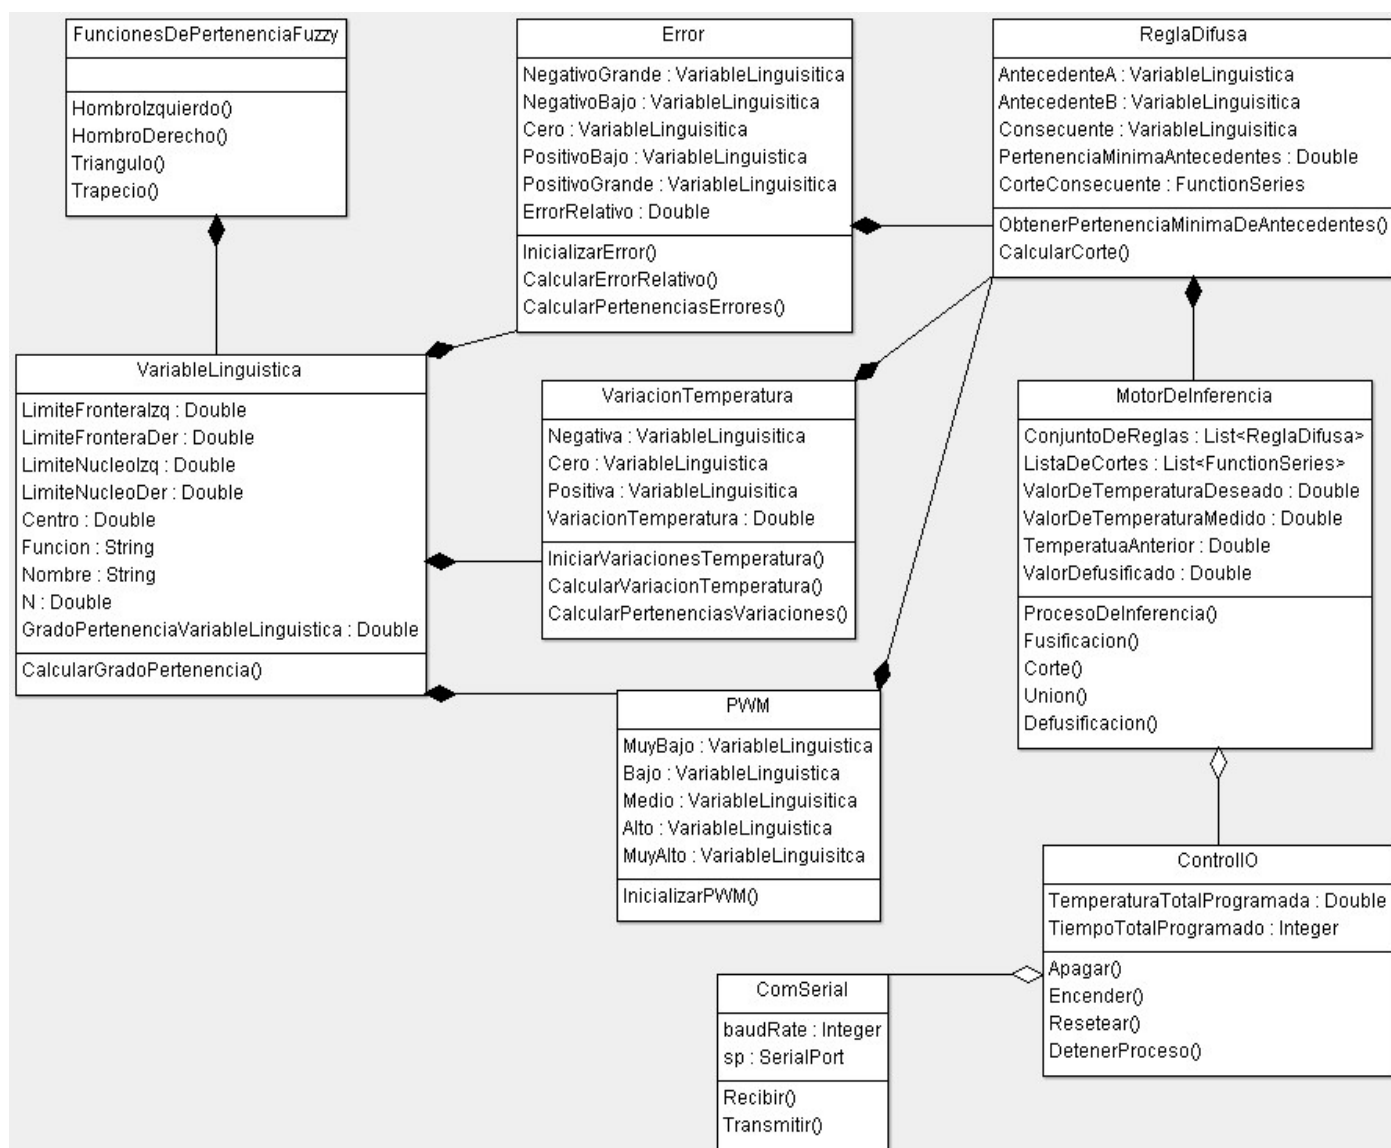 FuncionesDePertenenciaFuzzy
HombroIzquierdo()
HombroDerecho()
Triangulo()
Trapecio()
Error
NegativoGrande : VariableLinguisitica
NegativoBajo : VariableLinguisitica
Cero : VariableLinguisitica
PositivoBajo : VariableLinguistica
PositivoGrande : VariableLinguisitica
ErrorRelativo : Double
InicializarError()
CalcularErrorRelativo()
CalcularPertenenciasErrores()
ReglaDifusa
AntecedenteA : VariableLinguistica
AntecedenteB : VariableLinguistica
Consecuente : VariableLinguisitica
PertenenciaMinimaAntecedentes : Double
CorteConsecuente : FunctionSeries
ObtenerPertenenciaMinimaDeAntecedentes()
CalcularCorte()
VariableLinguistica
LimiteFronteraIzq : Double
LimiteFronteraDer : Double
LimiteNucleoIzq : Double
LimiteNucleoDer : Double
Centro : Double
Funcion : String
Nombre : String
N : Double
GradoPertenenciaVariableLinguistica : Double
CalcularGradoPertenencia()
VariacionTemperatura
Negativa : VariableLinguisitica
Cero : VariableLinguistica
Positiva : VariableLinguisitica
VariacionTemperatura : Double
IniciarVariacionesTemperatura()
CalcularVariacionTemperatura()
CalcularPertenenciasVariaciones()
MotorDeInferencia
ConjuntoDeReglas : List<ReglaDifusa>
ListaDeCortes : List<FunctionSeries>
ValorDeTemperaturaDeseado : Double
ValorDeTemperaturaMedido : Double
TemperatuaAnterior : Double
ValorDefusificado : Double
ProcesoDeInferencia()
Fusificacion()
Corte()
Union()
Defusificacion()
PWM
MuyBajo : VariableLinguistica
Bajo : VariableLinguistica
Medio : VariableLinguisitica
Alto : VariableLinguistica
MuyAlto : VariableLinguisitca
InicializarPWM()
ControlIO
TemperaturaTotalProgramada : Double
TiempoTotalProgramado : Integer
Apagar()
Encender()
Resetear()
DetenerProceso()
ComSerial
baudRate : Integer
sp : SerialPort
Recibir()
Transmitir()